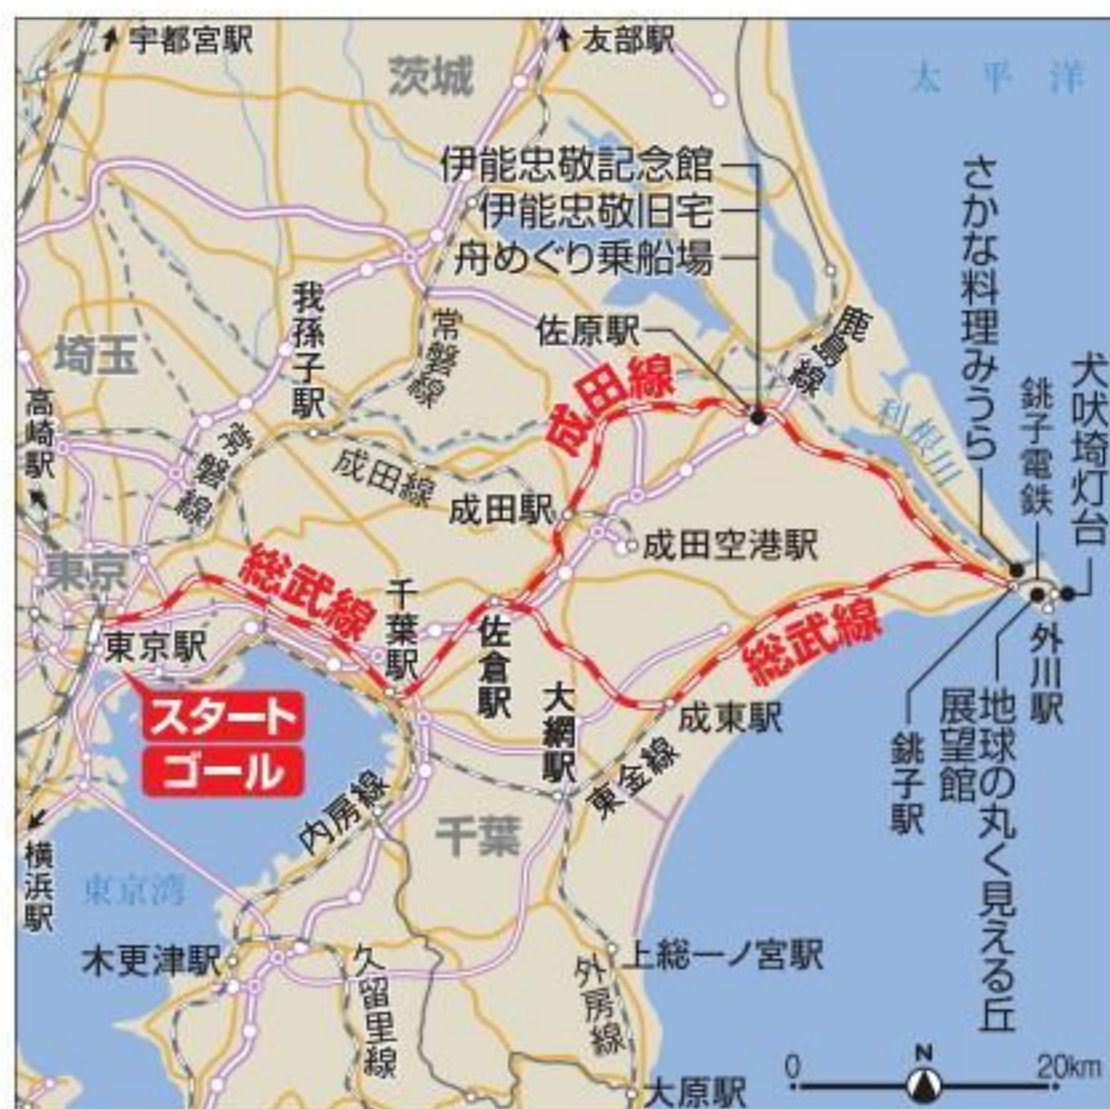 宇都宮駅
友部駅
茨城
太平洋
伊能忠敬記念館
伊能忠敬旧宅
舟めぐり乗船場
佐原駅
さかな料理みうら
鹿島線
利根川
銚子電鉄
犬吠埼灯台
埼玉
高崎駅
我孫子駅
常磐線
常磐線
成田線
成田線
成田駅
成田空港駅
東京
総武線
千葉駅
佐倉駅
東京駅
スタート
ゴール
大網駅
成東駅
総武線
東金線
外川駅
地球の丸く見える丘
展望館
銚子駅
内房線
千葉
横浜駅
東京湾
木更津駅
久留里線
上総一ノ宮駅
外房線
大原駅
0
N
20km